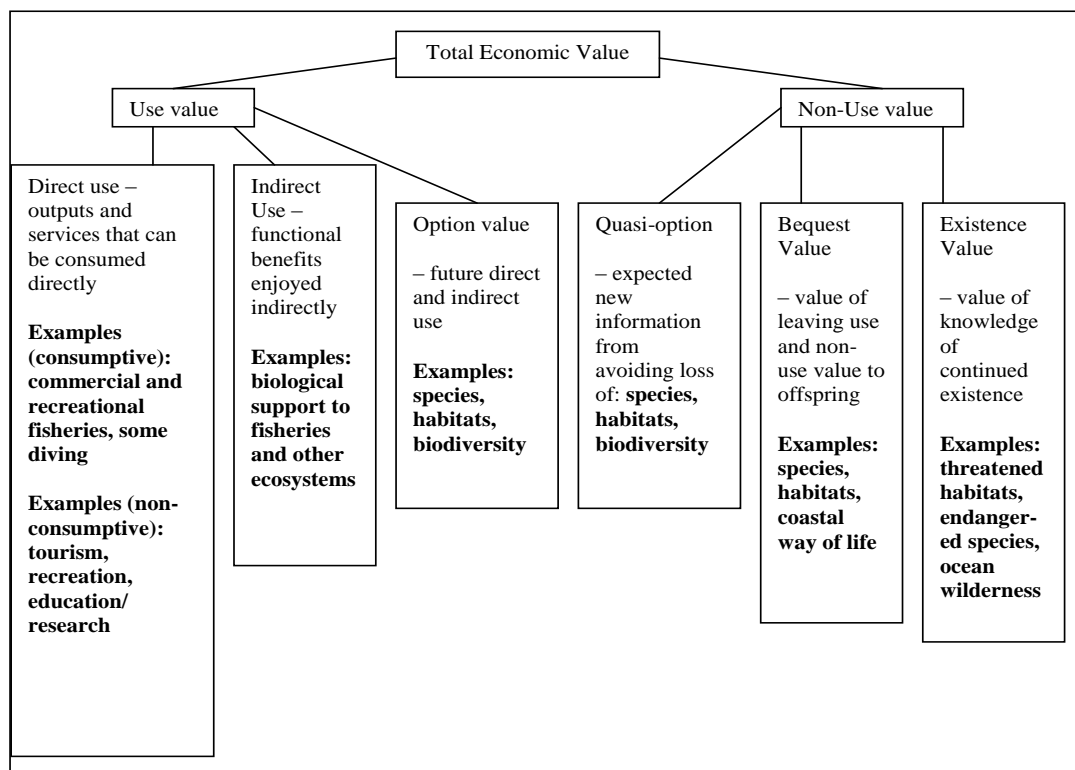 Total Economic Value
Use value
Non-Use value
Direct use –
outputs and
services that can
be consumed
directly
Examples
(consumptive):
commercial and
recreational
fisheries, some
diving
Examples (non-
consumptive):
tourism,
recreation,
education/
research
Indirect
Use –
functional
benefits
enjoyed
indirectly
Examples:
biological
support to
fisheries
and other
ecosystems
Option value
– future direct
and indirect
use
Examples:
species,
habitats,
biodiversity
Quasi-option
– expected
new
information
from
avoiding loss
of: species,
habitats,
biodiversity
Bequest
Value
– value of
leaving use
and non-
use value to
offspring
Examples:
species,
habitats,
coastal
way of life
Existence
Value
– value of
knowledge
of
continued
existence
Examples:
threatened
habitats,
endanger-
ed species,
ocean
wilderness